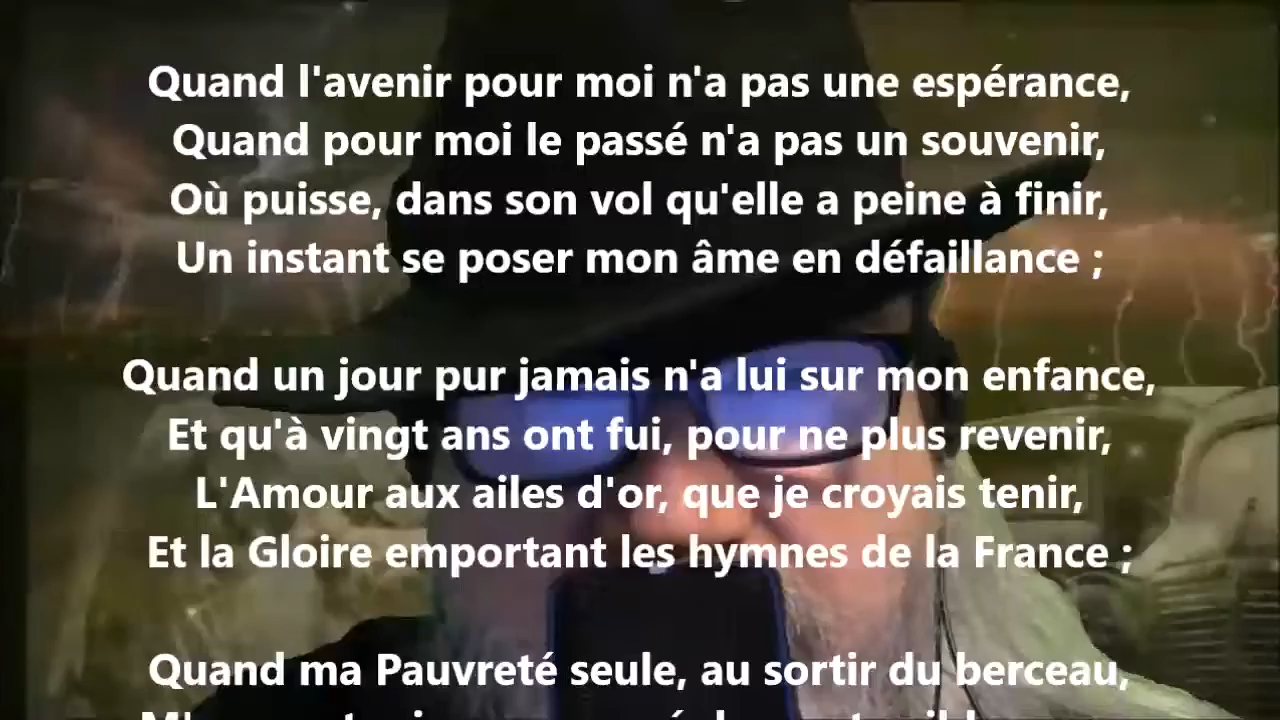 Quand l'avenir pour moi n'a pas une espérance,
Quand pour moi le passé n'a pas un souvenir,
Où puisse, dans son vol qu'elle a peine à finir,
Un instant se poser mon âme en défaillance ;
Quand un jour pur jamais n'a lui sur mon enfance,
Et qu'à vingt ans ont fui, pour ne plus revenir,
L'Amour aux ailes d'or, que je croyais tenir,
Et la Gloire emportant les hymnes de la France ;
Quand ma Pauvreté seule, au sortir du berceau,